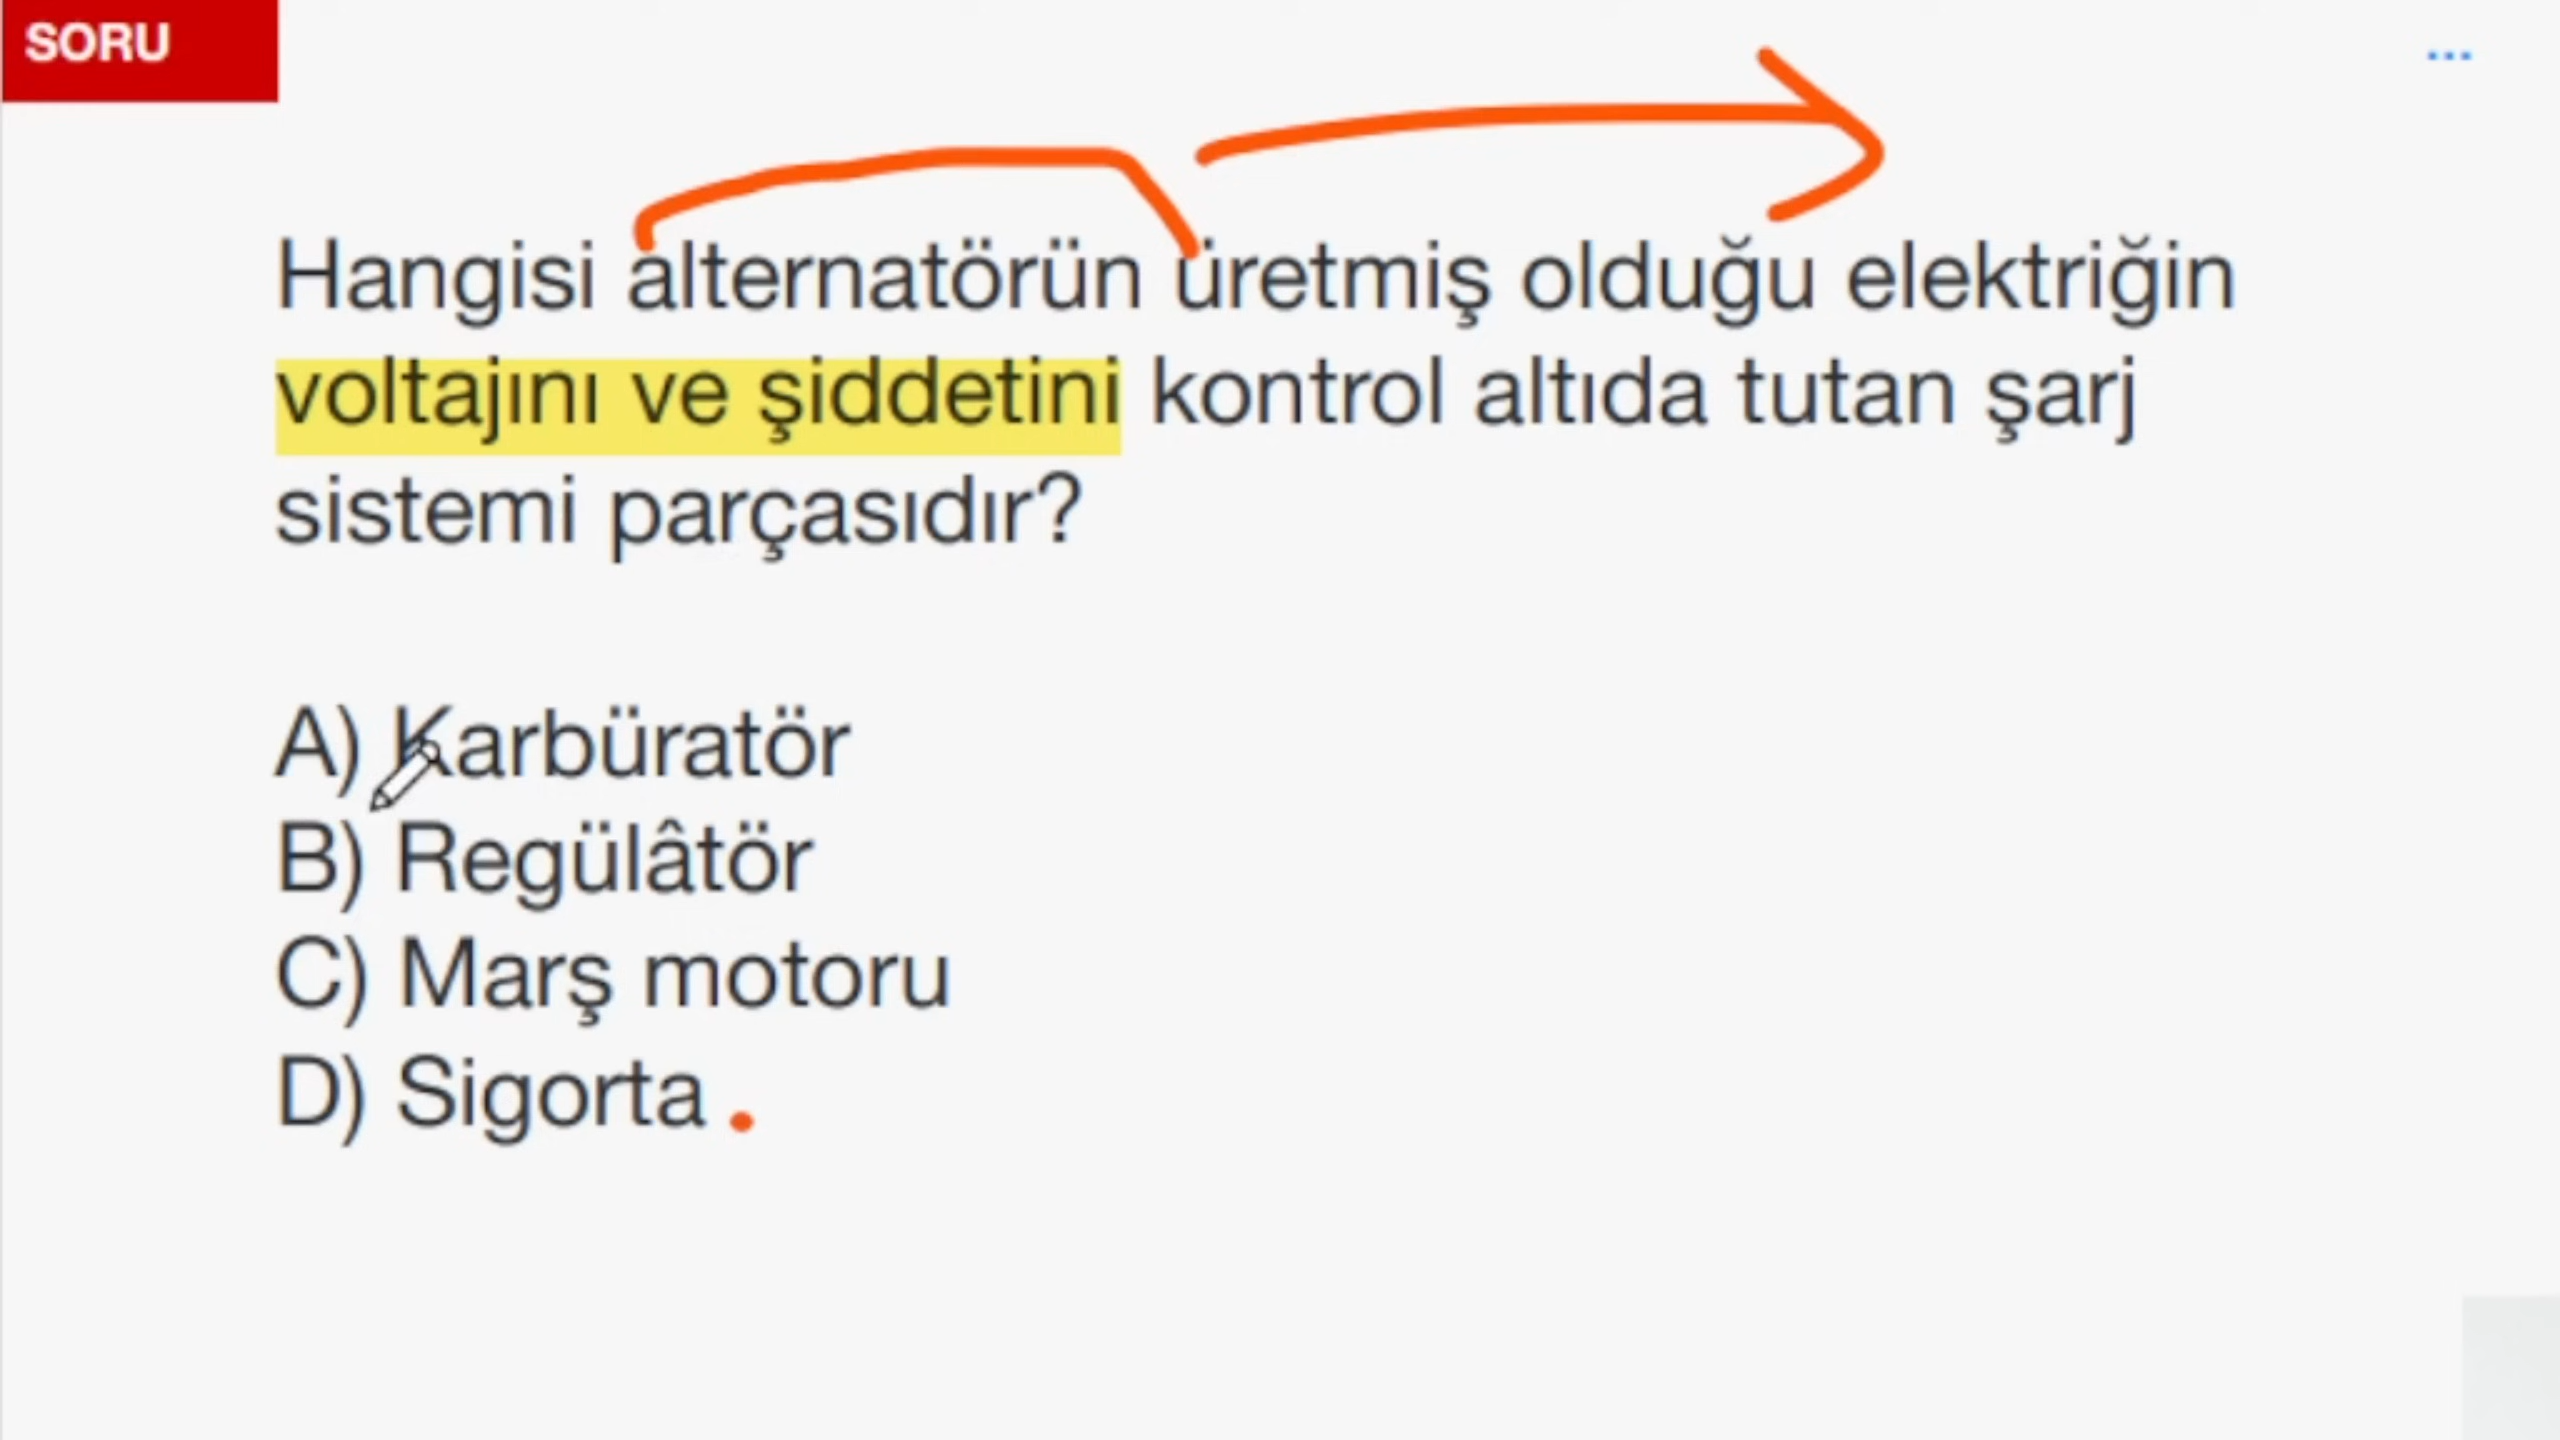 SORU
Hangisi alternatörün üretmiş olduğu elektriğin
voltajını ve şiddetini kontrol altıda tutan şarj
sistemi parçasıdır?
A) Karbüratör
B) Regülâtör
C) Marş motoru
D) Sigorta